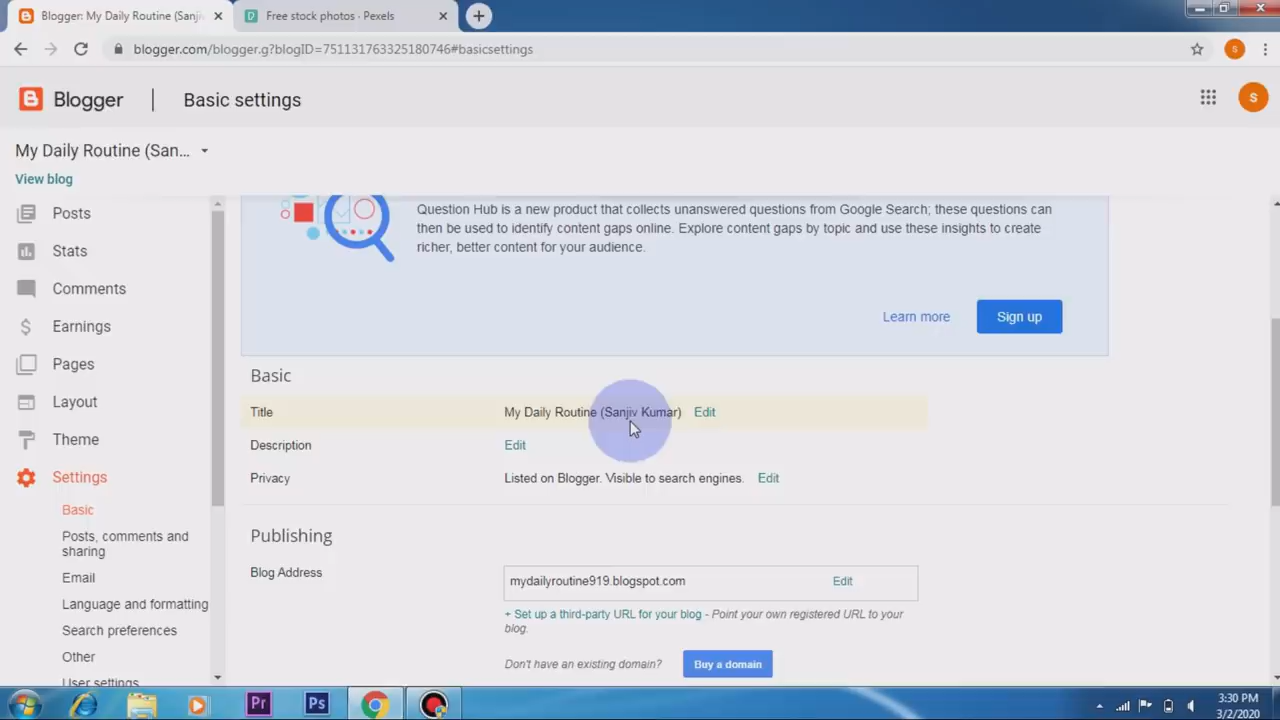 Blogger: My Daily Routine (Sanjiv
Free stock photos · Pexels
blogger.com/blogger.g?blogID=751131763325180746#basicsettings
S
Blogger
Basic settings
S
My Daily Routine (San...
View blog
Posts
Stats
Comments
Earnings
Pages
Layout
Theme
Settings
Basic
Posts, comments and
sharing
Email
Language and formatting
Search preferences
Other
User settings
Question Hub is a new product that collects unanswered questions from Google Search; these questions can
then be used to identify content gaps online. Explore content gaps by topic and use these insights to create
richer, better content for your audience.
Learn more
Sign up
Basic
Title My Daily Routine (Sanjiv Kumar) Edit
Description Edit
Privacy Listed on Blogger. Visible to search engines. Edit
Publishing
Blog Address
mydailyroutine919.blogspot.com Edit
+ Set up a third-party URL for your blog - Point your own registered URL to your
blog.
Don't have an existing domain? Buy a domain
Pr
Ps
3:30 PM
3/2/2020